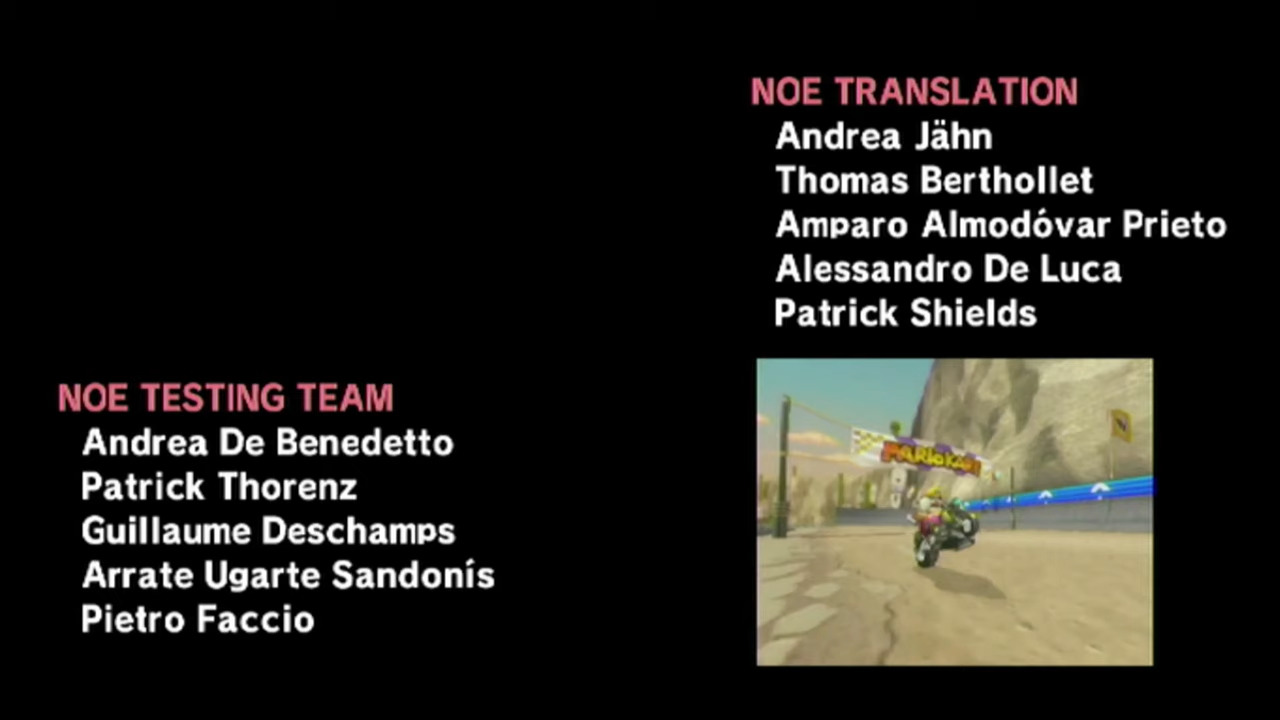 NOE TRANSLATION
Andrea Jähn
Thomas Berthollet
Amparo Almodóvar Prieto
Alessandro De Luca
Patrick Shields
NOE TESTING TEAM
Andrea De Benedetto
Patrick Thorenz
Guillaume Deschamps
Arrate Ugarte Sandonís
Pietro Faccio
MARIOKART